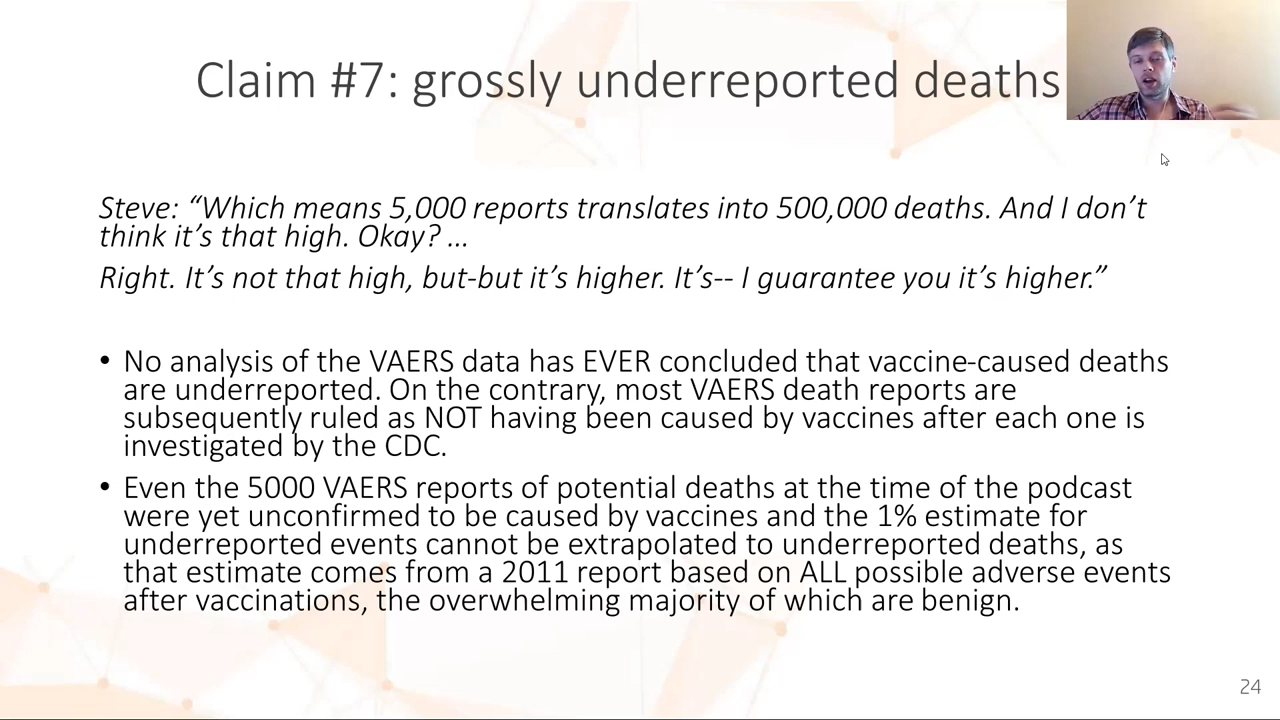 Claim #7: grossly underreported deaths
Steve: “Which means 5,000 reports translates into 500,000 deaths. And I don’t
think it’s that high. Okay? …
Right. It’s not that high, but-but it’s higher. It’s-- I guarantee you it’s higher.”
• No analysis of the VAERS data has EVER concluded that vaccine-caused deaths
are underreported. On the contrary, most VAERS death reports are
subsequently ruled as NOT having been caused by vaccines after each one is
investigated by the CDC.
• Even the 5000 VAERS reports of potential deaths at the time of the podcast
were yet unconfirmed to be caused by vaccines and the 1% estimate for
underreported events cannot be extrapolated to underreported deaths, as
that estimate comes from a 2011 report based on ALL possible adverse events
after vaccinations, the overwhelming majority of which are benign.
24